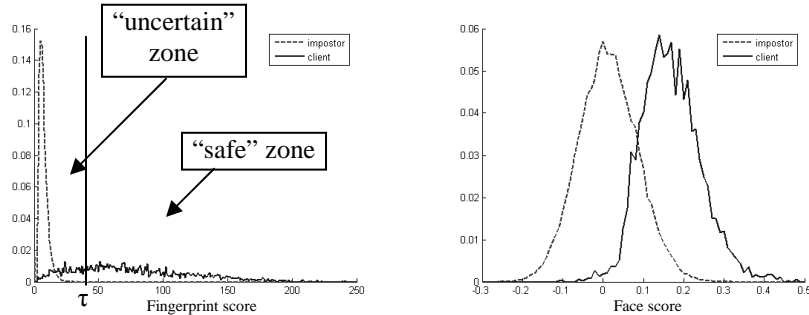 “uncertain”
zone
“safe” zone
impostor
client
0.16
0.14
0.12
0.1
0.08
0.06
0.04
0.02
0
0 50 100 150 200 250
τ
Fingerprint score
impostor
client
0.06
0.05
0.04
0.03
0.02
0.01
0
-0.3 -0.2 -0.1 0 0.1 0.2 0.3 0.4 0.5
Face score